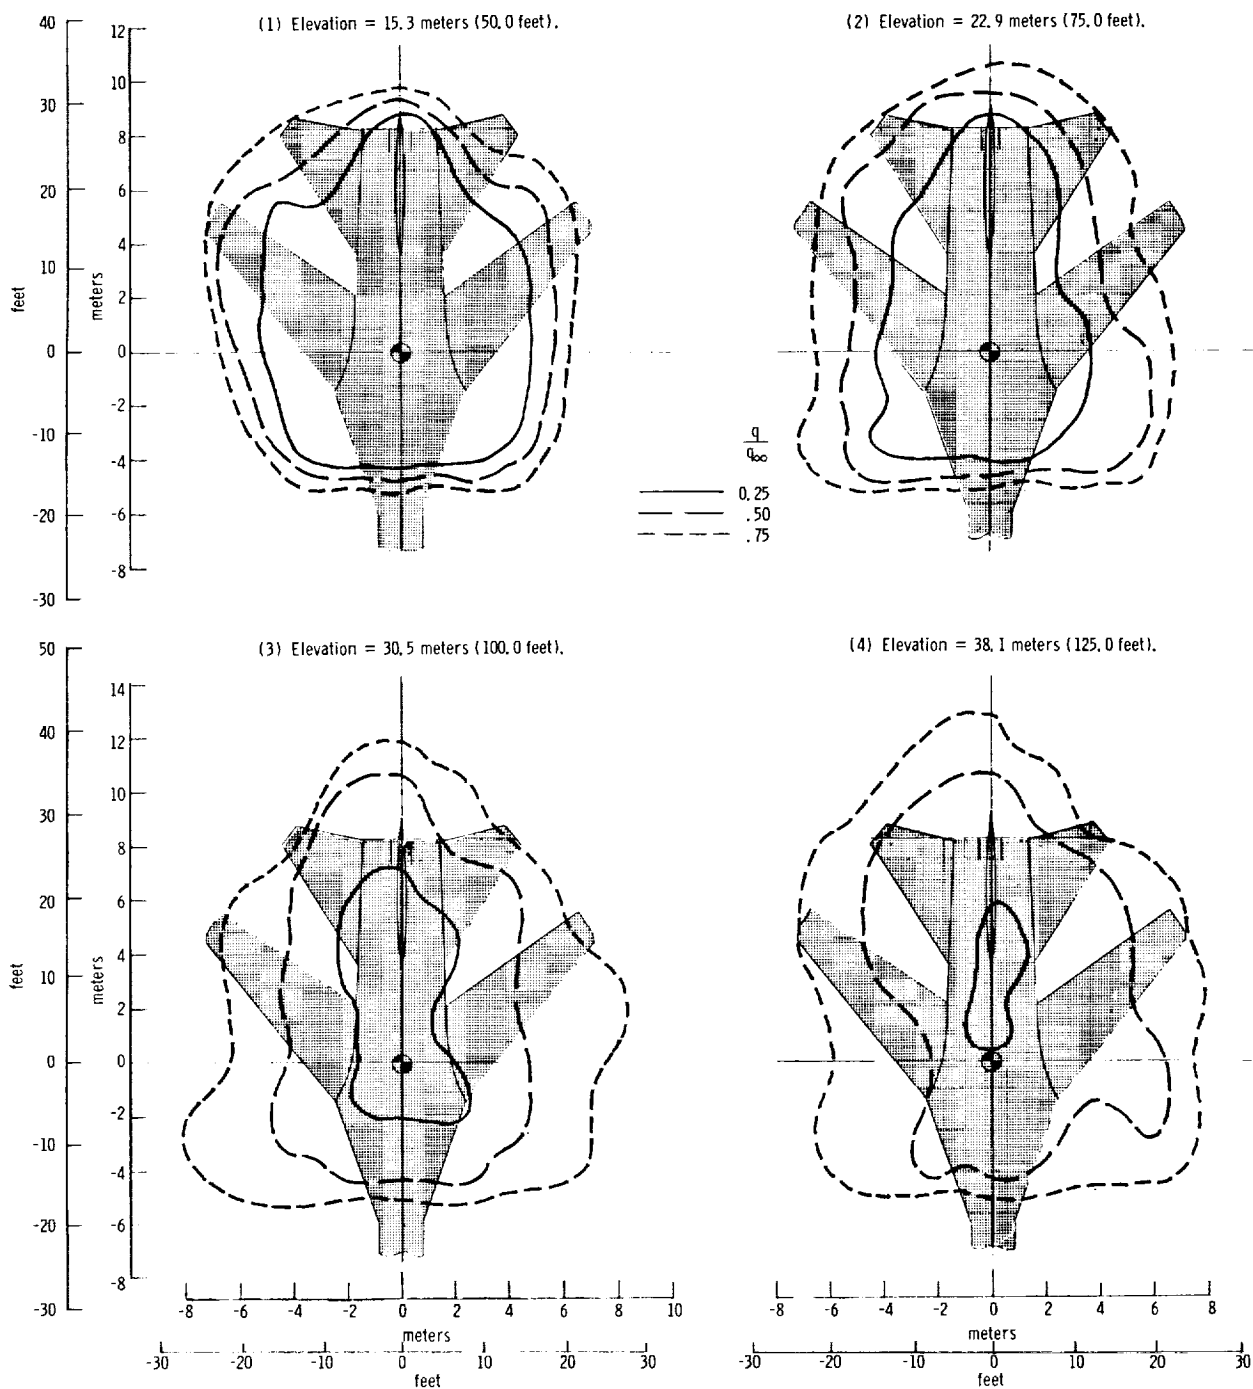 (1) Elevation = 15.3 meters (50.0 feet).
(2) Elevation = 22.9 meters (75.0 feet).
40
30
20
10
0
-10
-20
-30
feet
12
10
8
6
4
2
0
-2
-4
-6
-8
meters
q
q∞
0.25
.50
.75
(3) Elevation = 30.5 meters (100.0 feet).
(4) Elevation = 38.1 meters (125.0 feet).
50
40
30
20
10
0
-10
-20
-30
feet
14
12
10
8
6
4
2
0
-2
-4
-6
-8
meters
-8 -6 -4 -2 0 2 4 6 8 10
meters
-30 -10 0 10 20 30
feet
-8 -6 -4 -2 0 2 4 6 8
meters
-30 -10 0 10 20 30
feet